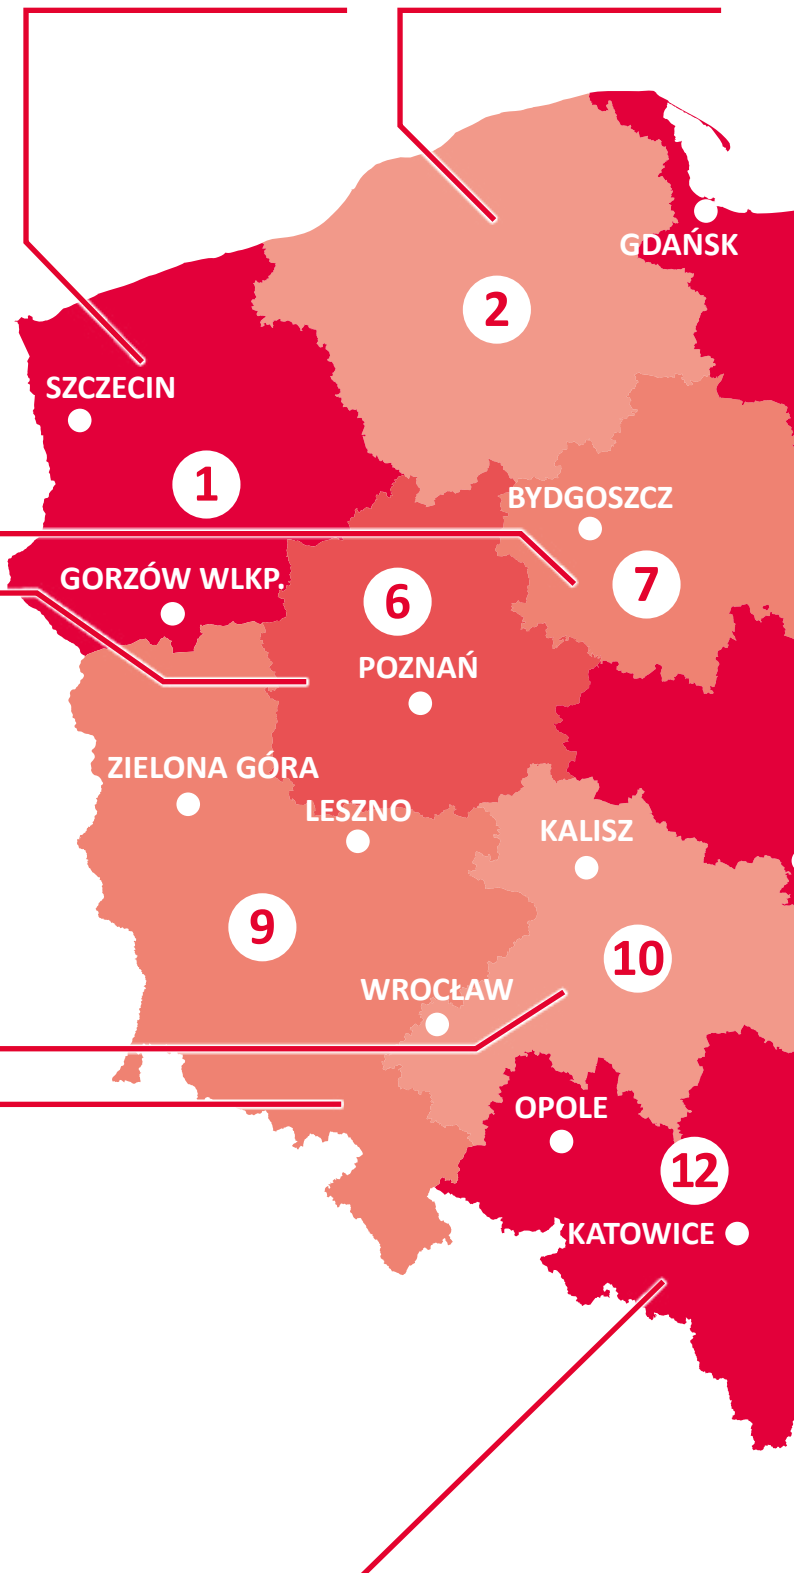 GDAŃSK
2
SZCZECIN
1
BYDGOSZCZ
GORZÓW WLKP.
6
7
POZNAŃ
ZIELONA GÓRA
LESZNO
KALISZ
9
10
WROCŁAW
OPOLE
12
KATOWICE